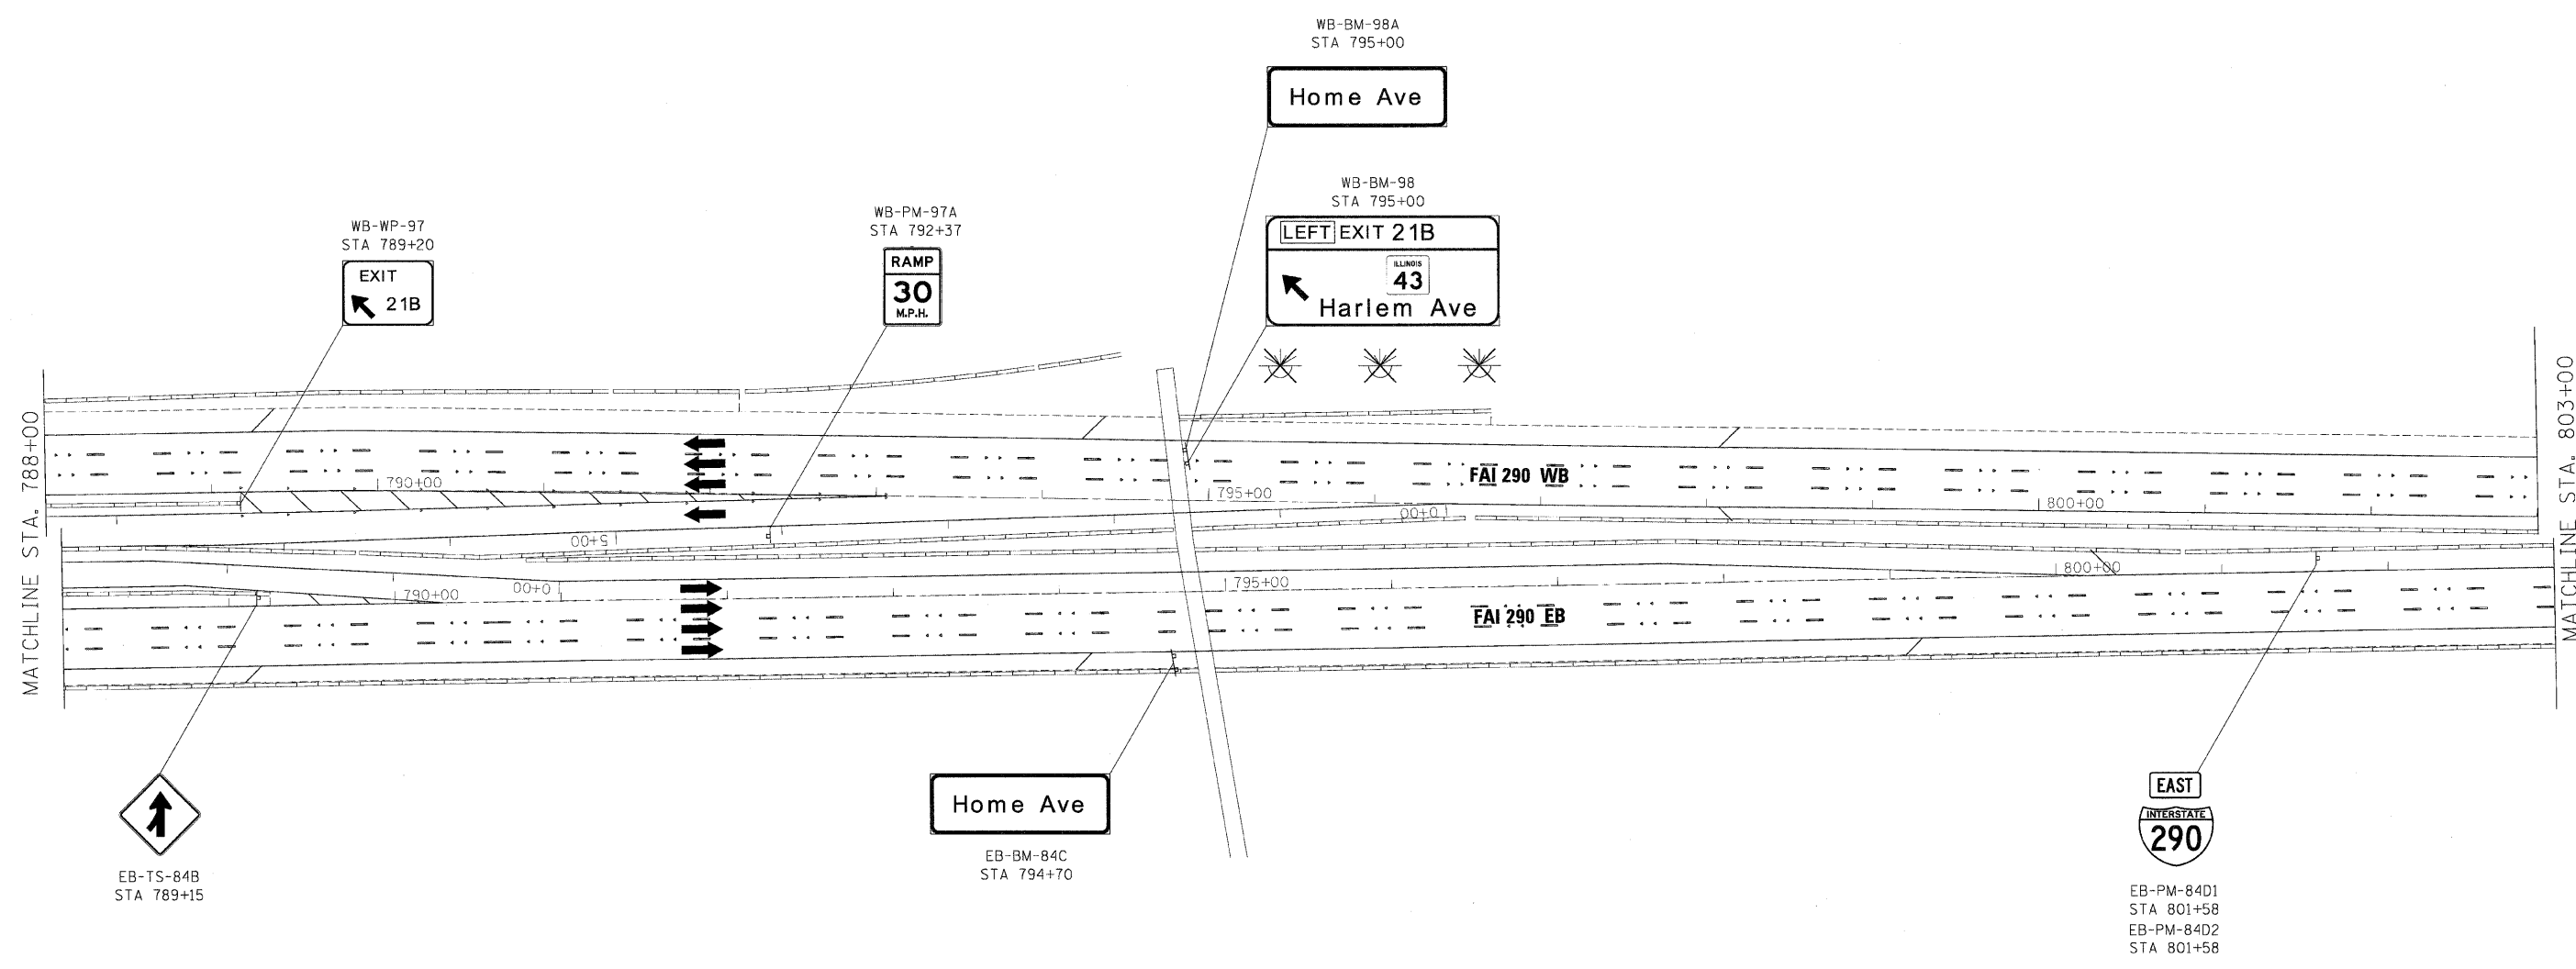 WB-BM-98A
STA 795+00
Home Ave
WB-BM-98
STA 795+00
LEFT EXIT 21B
ILLINOIS
43
Harlem Ave
WB-PM-97A
STA 792+37
RAMP
30
M.P.H.
WB-WP-97
STA 789+20
EXIT
21B
MATCHLINE STA. 788+00
MATCHLINE STA. 803+00
790+00
795+00
800+00
FAI 290 WB
0+00
5+00
790+00
0+00
795+00
800+00
FAI 290 EB
EB-TS-84B
STA 789+15
Home Ave
EB-BM-84C
STA 794+70
EAST
INTERSTATE
290
EB-PM-84D1
STA 801+58
EB-PM-84D2
STA 801+58